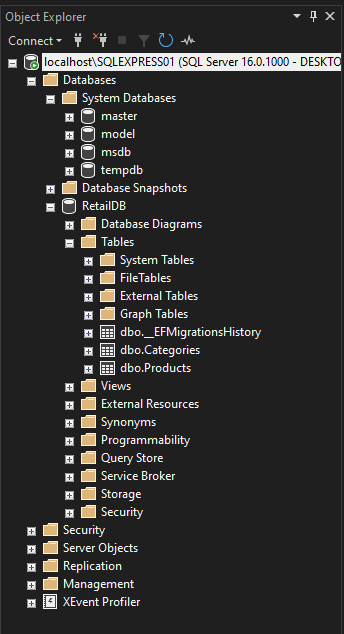 Object Explorer
Connect
localhost\SQLEXPRESS01 (SQL Server 16.0.1000 - DESKTO
Databases
System Databases
master
model
msdb
tempdb
Database Snapshots
RetailDB
Database Diagrams
Tables
System Tables
FileTables
External Tables
Graph Tables
dbo.__EFMigrationsHistory
dbo.Categories
dbo.Products
Views
External Resources
Synonyms
Programmability
Query Store
Service Broker
Storage
Security
Security
Server Objects
Replication
Management
XEvent Profiler